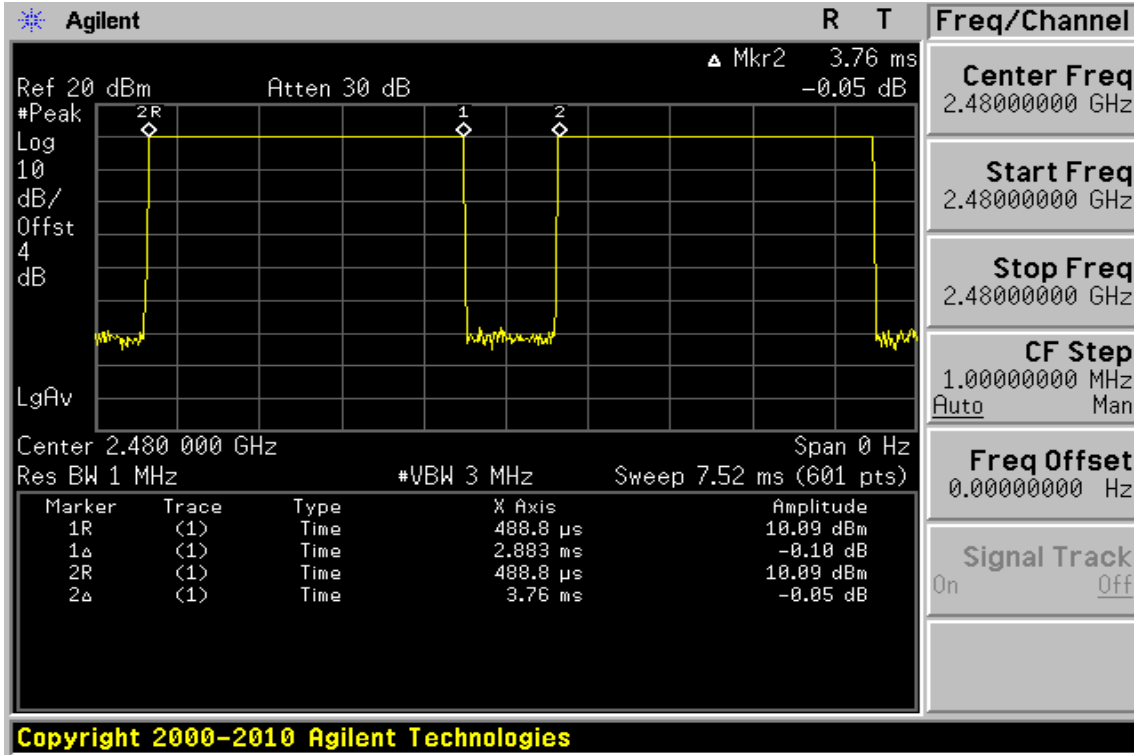 Agilent R T Freq/Channel
Δ Mkr2 3.76 ms
Ref 20 dBm Atten 30 dB -0.05 dB
#Peak
Log
10
dB/
Offst
4
dB
LgAv
2R 1 2
Center 2.480 000 GHz Span 0 Hz
Res BW 1 MHz #VBW 3 MHz Sweep 7.52 ms (601 pts)
Marker Trace Type X Axis Amplitude
1R (1) Time 488.8 µs 10.09 dBm
1Δ (1) Time 2.883 ms -0.10 dB
2R (1) Time 488.8 µs 10.09 dBm
2Δ (1) Time 3.76 ms -0.05 dB
Center Freq
2.48000000 GHz
Start Freq
2.48000000 GHz
Stop Freq
2.48000000 GHz
CF Step
1.00000000 MHz
Auto Man
Freq Offset
0.00000000 Hz
Signal Track
On Off
Copyright 2000-2010 Agilent Technologies